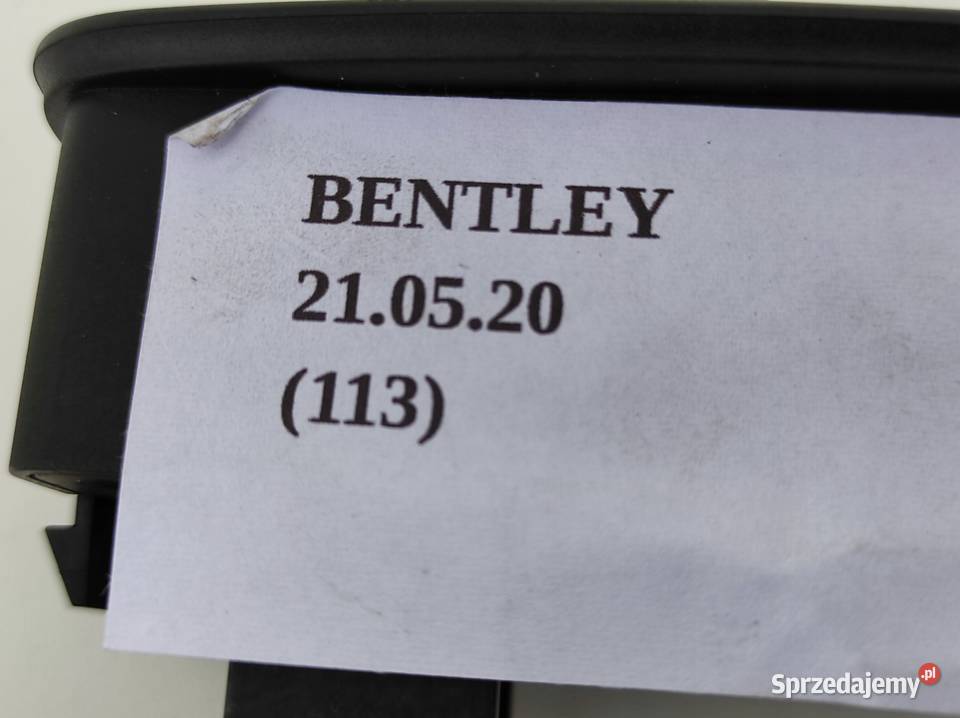 BENTLEY
21.05.20
(113)
Sprzedajemy.pl